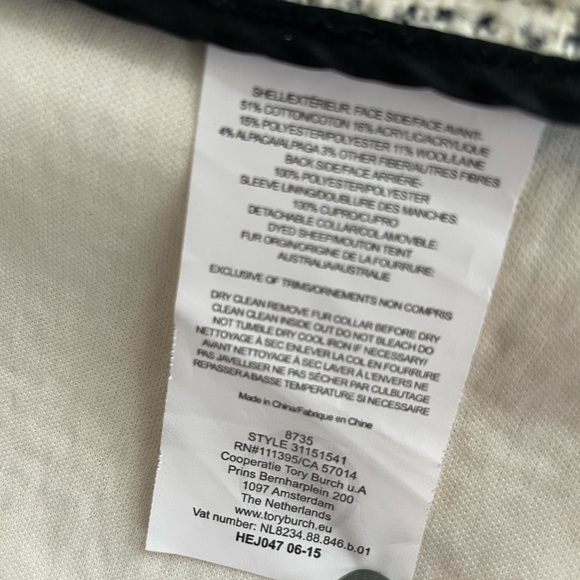 SHELL/EXTÉRIEUR: FACE SIDE/FACE AVANT:
51% COTTON/COTON 16% ACRYLIC/ACRYLIQUE
15% POLYESTER/POLYESTER 11% WOOL/LAINE
4% ALPACA/ALPAGA 3% OTHER FIBER/AUTRES FIBRES
BACK SIDE/FACE ARRIÈRE:
100% POLYESTER/POLYESTER
SLEEVE LINING/DOUBLURE DES MANCHES:
100% CUPRO/CUPRO
DETACHABLE COLLAR/COL AMOVIBLE:
DYED SHEEP/MOUTON TEINT
FUR ORGIN/ORIGINE DE LA FOURRURE:
AUSTRALIA/AUSTRALIE
EXCLUSIVE OF TRIMS/ORNEMENTS NON COMPRIS
DRY CLEAN REMOVE FUR COLLAR BEFORE DRY
CLEAN CLEAN INSIDE OUT DO NOT BLEACH DO
NOT TUMBLE DRY COOL IRON IF NECESSARY/
NETTOYAGE À SEC ENLEVER LA COL EN FOURRURE
AVANT NETTOYAGE À SEC LAVER À L'ENVERS NE
PAS JAVELLISER NE PAS SÉCHER PAR CULBUTAGE
REPASSER A BASSE TEMPERATURE SI NECESSAIRE
Made in China/Fabriqué en Chine
8735
STYLE 31151541
RN#111395/CA 57014
Cooperatie Tory Burch u.A
Prins Bernharplein 200
1097 Amsterdam
The Netherlands
www.toryburch.eu
Vat number: NL8234.88.846.b.01
HEJ047 06-15